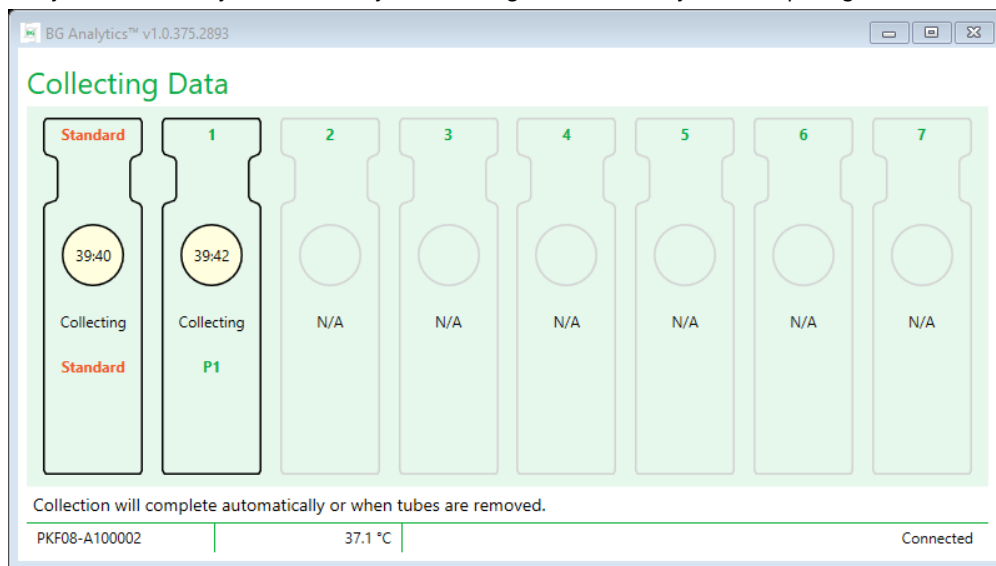 BG Analytics™ v1.0.375.2893
Collecting Data
Standard 1 2 3 4 5 6 7
39:40 39:42
Collecting Collecting N/A N/A N/A N/A N/A N/A
Standard P1
Collection will complete automatically or when tubes are removed.
PKF08-A100002 37.1 °C Connected